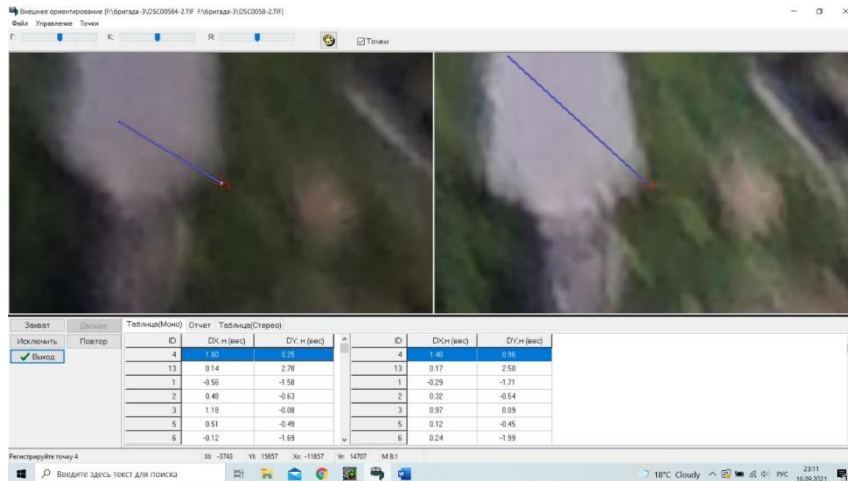 Внешнее ориентирование [F:\бригада-3\DSC00584-2.TIF F:\бригада-3\DSC0058-2.TIF]
Файл Управление Точки
Г: К: Я: Точки
Захват Дальше Таблица(Моно) Отчет Таблица(Стерео)
Исключить Повтор ID DX, м (вес) DY, м (вес) ID DX,м (вес) DY,м (вес)
Выход 4 1.80 0.25 4 1.40 0.96
13 0.14 2.78 13 0.17 2.50
1 -0.56 -1.58 1 -0.29 -1.71
2 0.48 -0.63 2 0.32 -0.54
3 1.18 -0.08 3 0.97 0.09
5 0.51 -0.49 5 0.12 -0.45
6 -0.12 -1.69 6 0.24 -1.99
Регистрируйте точку 4 Xl: -3743 Yl: 15657 Xr: -11857 Yr: 14707 M 8:1
Введите здесь текст для поиска 18°C Cloudy РУС 23:11
16.09.2021